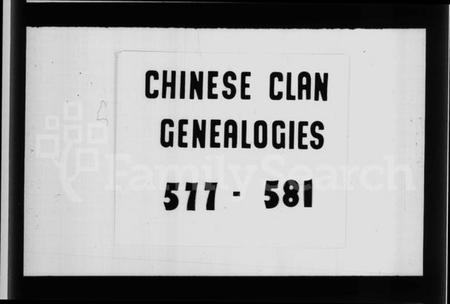 CHINESE CLAN
GENEALOGIES
FamilySearch
577 - 581